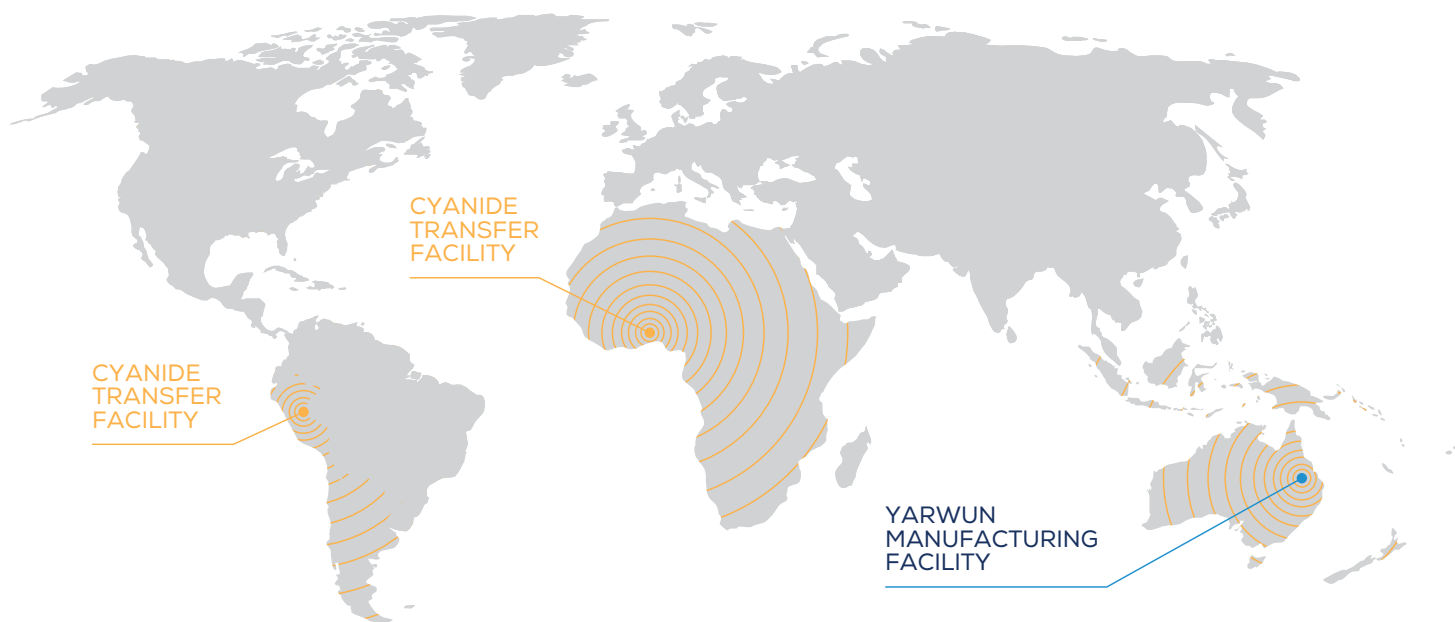 CYANIDE
TRANSFER
FACILITY
CYANIDE
TRANSFER
FACILITY
YARWUN
MANUFACTURING
FACILITY